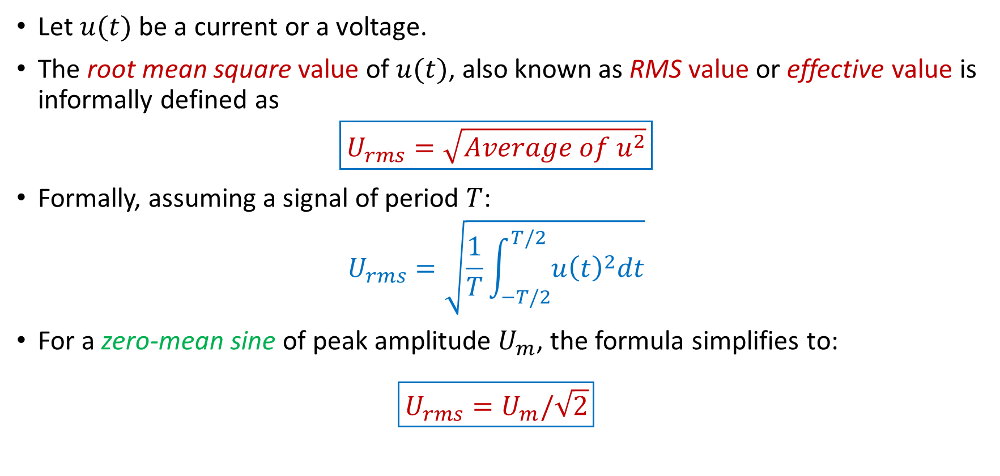 • Let 𝑢(𝑡) be a current or a voltage.
• The root mean square value of 𝑢(𝑡), also known as RMS value or effective value is
informally defined as
$U_{rms} = \sqrt{Average\ of\ u^2}$
• Formally, assuming a signal of period 𝑇:
$U_{rms} = \sqrt{\frac{1}{T}\int_{-T/2}^{T/2} u(t)^2 dt}$
• For a zero-mean sine of peak amplitude $U_m$, the formula simplifies to:
$U_{rms} = U_m/\sqrt{2}$